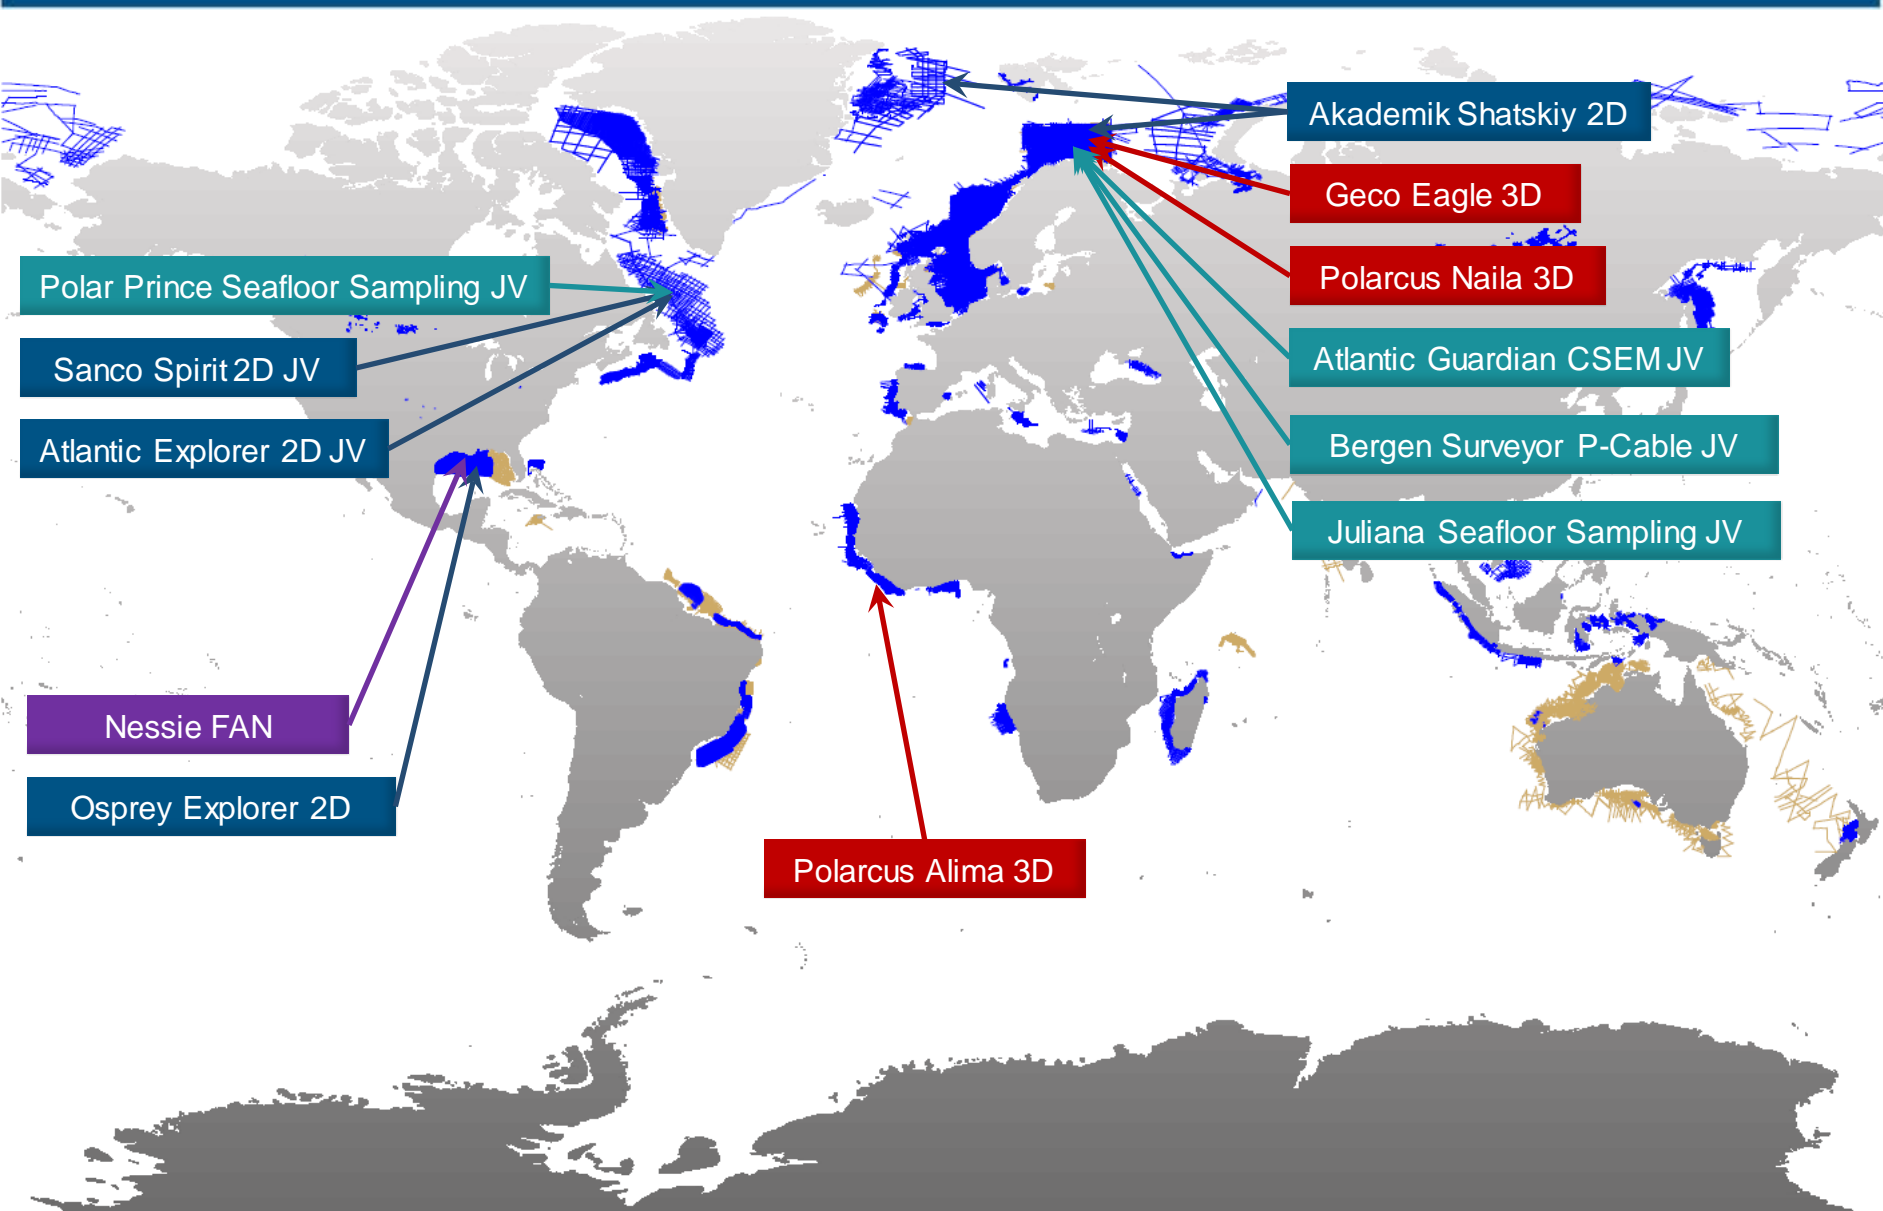 Akademik Shatskiy 2D
Geco Eagle 3D
Polarcus Naila 3D
Polar Prince Seafloor Sampling JV
Sanco Spirit 2D JV
Atlantic Guardian CSEM JV
Atlantic Explorer 2D JV
Bergen Surveyor P-Cable JV
Juliana Seafloor Sampling JV
Nessie FAN
Osprey Explorer 2D
Polarcus Alima 3D